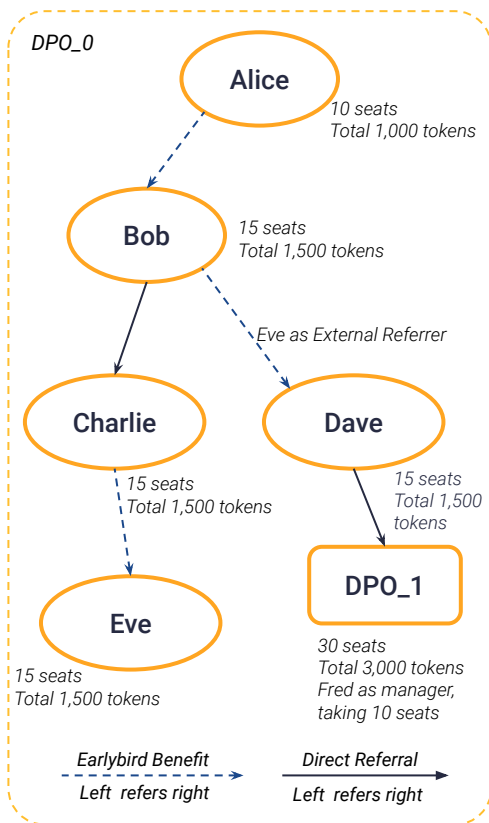 DPO_0
Alice
10 seats
Total 1,000 tokens
Bob
15 seats
Total 1,500 tokens
Eve as External Referrer
Charlie
Dave
15 seats
Total 1,500 tokens
15 seats
Total 1,500
tokens
DPO_1
Eve
30 seats
Total 3,000 tokens
Fred as manager,
taking 10 seats
15 seats
Total 1,500 tokens
Earlybird Benefit
Left refers right
Direct Referral
Left refers right